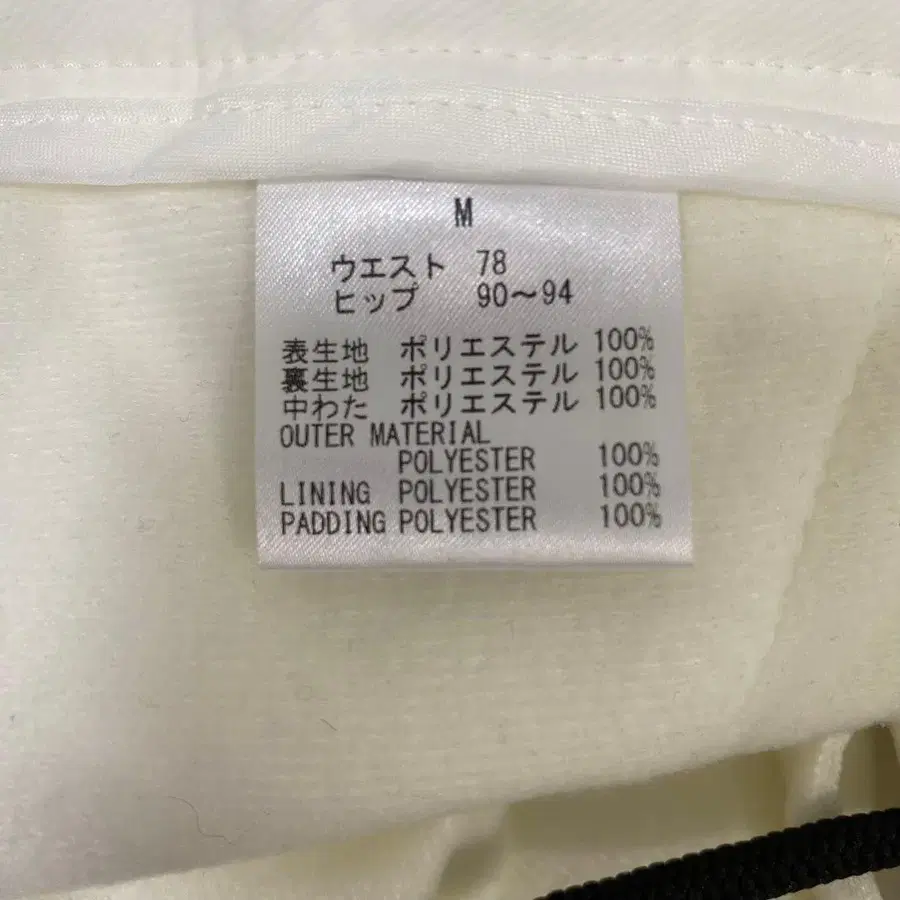 M
ウエスト 78
ヒップ 90～94
表生地 ポリエステル 100%
裏生地 ポリエステル 100%
中わた ポリエステル 100%
OUTER MATERIAL
POLYESTER 100%
LINING POLYESTER 100%
PADDING POLYESTER 100%